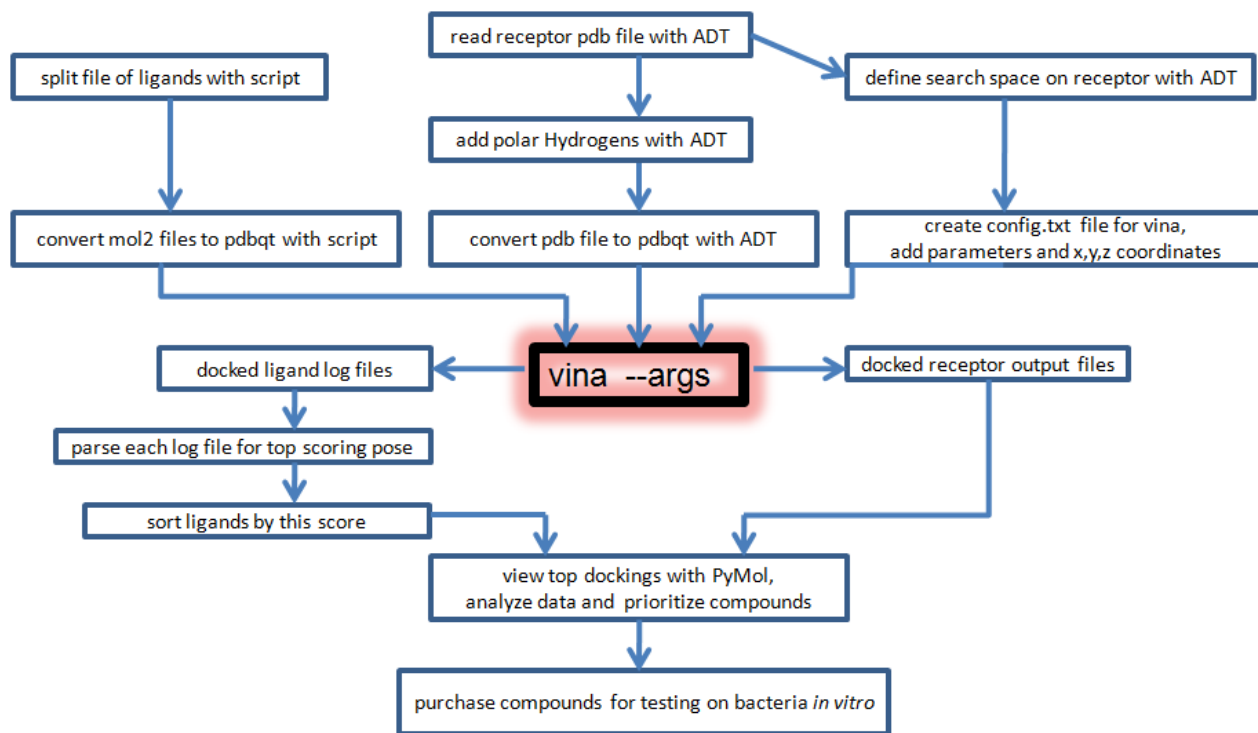 read receptor pdb file with ADT
split file of ligands with script
define search space on receptor with ADT
add polar Hydrogens with ADT
convert mol2 files to pdbqt with script
convert pdb file to pdbqt with ADT
create config.txt file for vina,
add parameters and x,y,z coordinates
docked ligand log files
vina --args
docked receptor output files
parse each log file for top scoring pose
sort ligands by this score
view top dockings with PyMol,
analyze data and prioritize compounds
purchase compounds for testing on bacteria in vitro